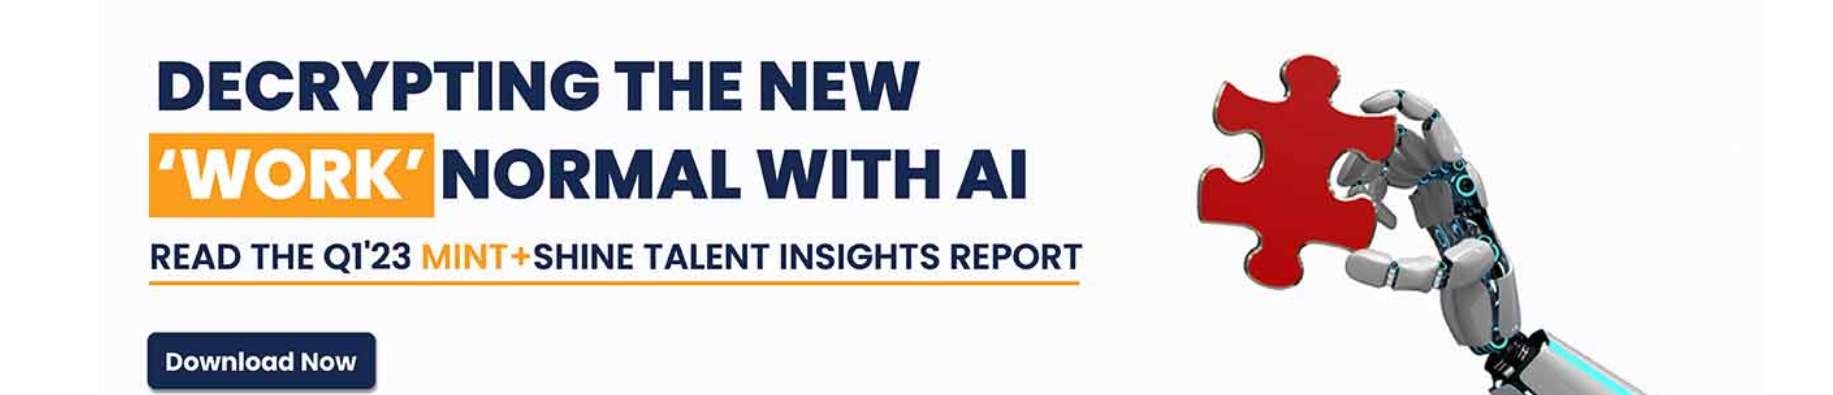 DECRYPTING THE NEW
‘WORK’ NORMAL WITH AI
READ THE Q1'23 MINT+SHINE TALENT INSIGHTS REPORT
Download Now